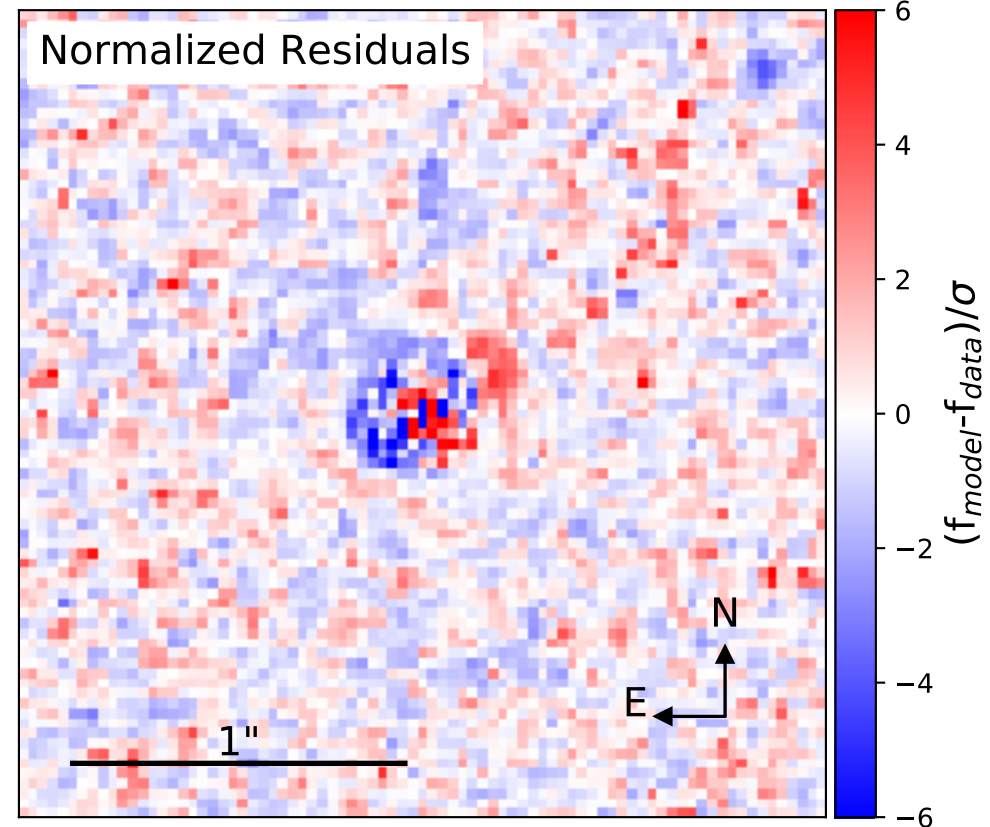 Normalized Residuals
6
4
2
0
−2
−4
−6
(f_model-f_data)/σ
N
E
1"